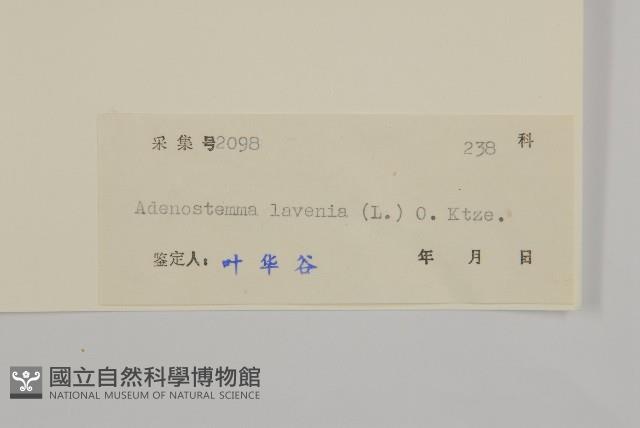 采集号2098 238 科
Adenostemma lavenia (L.) O. Ktze.
鉴定人: 叶华谷 年 月 日
國立自然科學博物館
NATIONAL MUSEUM OF NATURAL SCIENCE